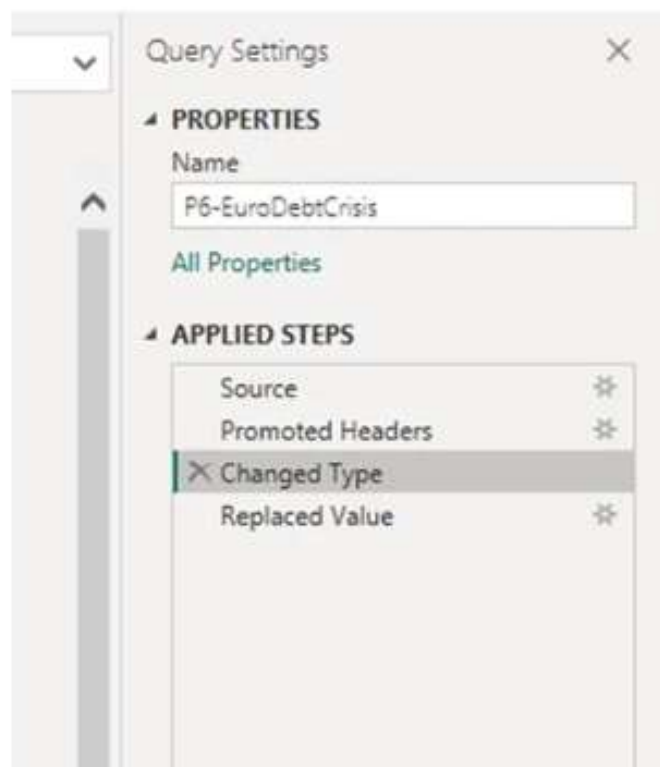 Query Settings
PROPERTIES
Name
P6-EuroDebtCrisis
All Properties
APPLIED STEPS
Source
Promoted Headers
Changed Type
Replaced Value